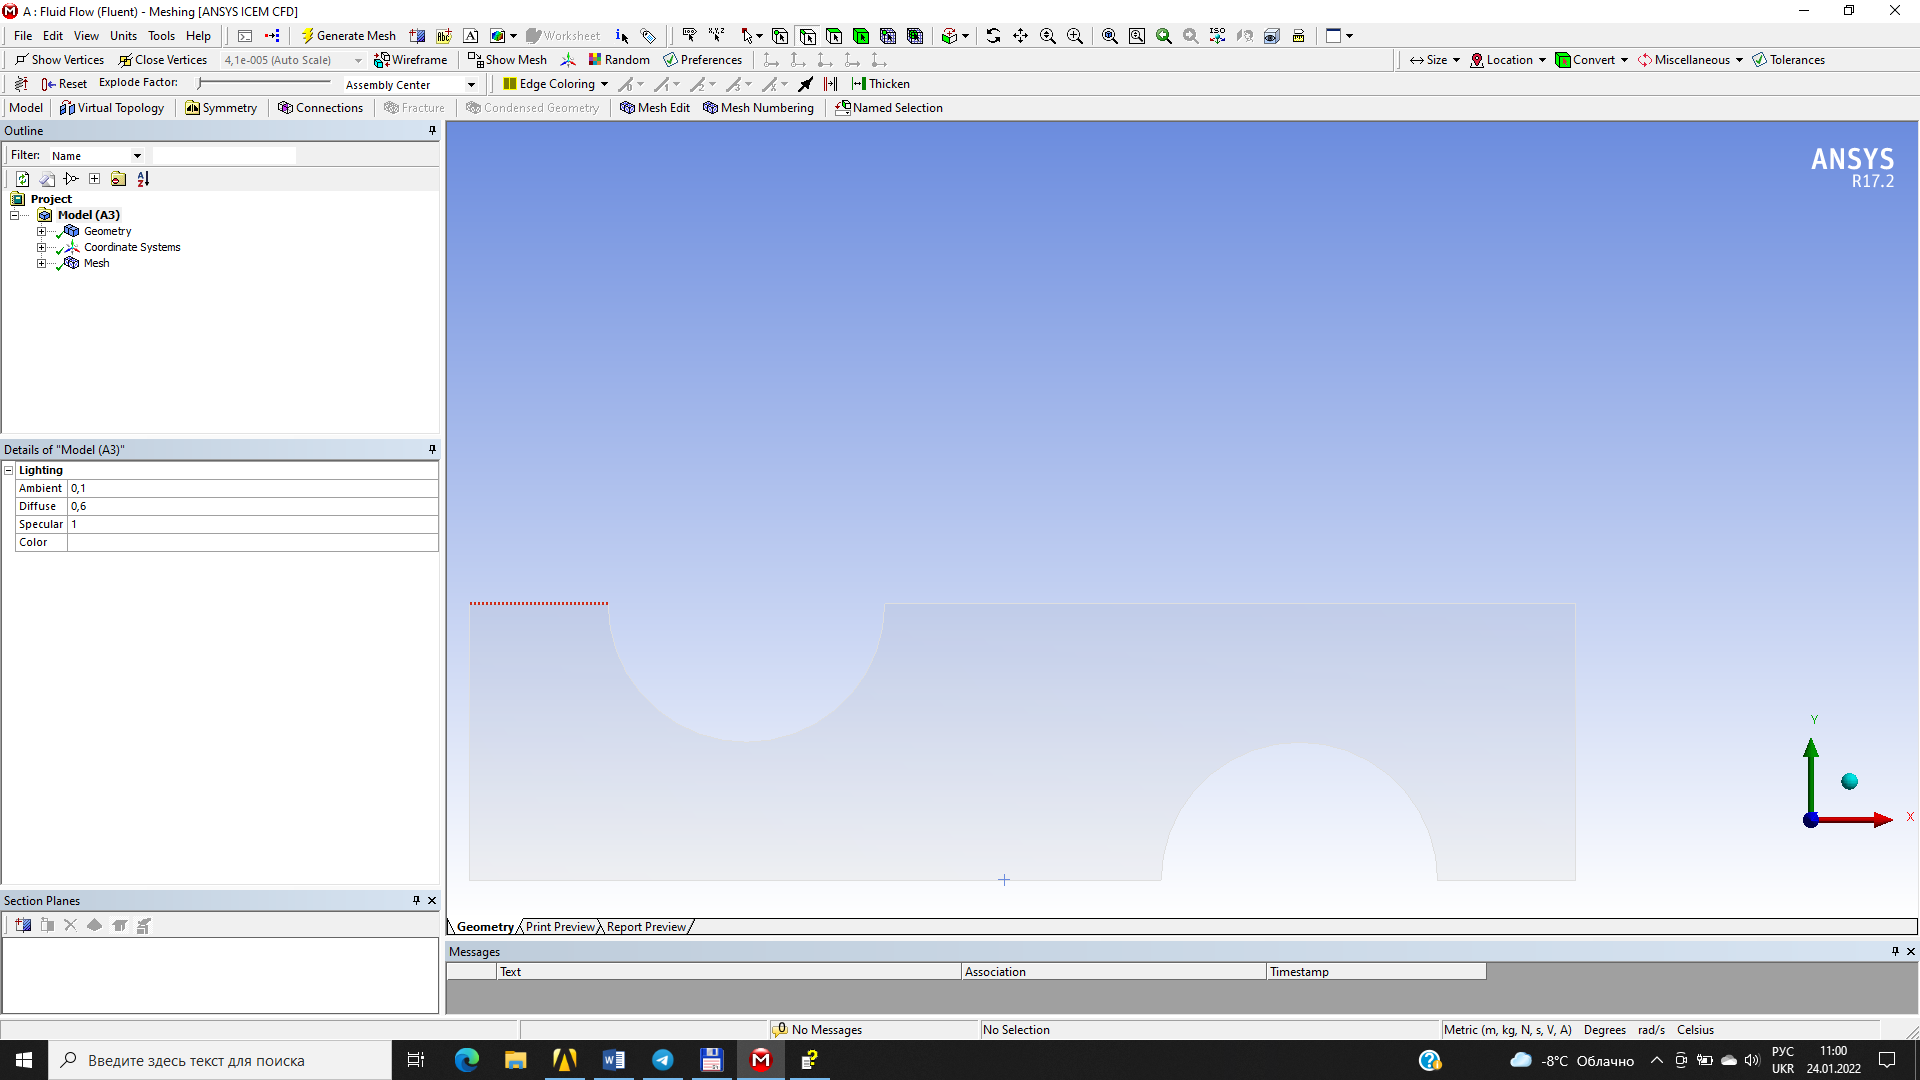 A : Fluid Flow (Fluent) - Meshing [ANSYS ICEM CFD]
File Edit View Units Tools Help Generate Mesh Worksheet
Show Vertices Close Vertices 4,1e-005 (Auto Scale) Wireframe Show Mesh Random Preferences Size Location Convert Miscellaneous Tolerances
Reset Explode Factor: Assembly Center Edge Coloring Thicken
Model Virtual Topology Symmetry Connections Fracture Condensed Geometry Mesh Edit Mesh Numbering Named Selection
Outline
Filter: Name
Project
Model (A3)
Geometry
Coordinate Systems
Mesh
Details of "Model (A3)"
Lighting
Ambient 0,1
Diffuse 0,6
Specular 1
Color
Section Planes
ANSYS
R17.2
Y
X
Geometry Print Preview Report Preview
Messages
Text Association Timestamp
No Messages No Selection Metric (m, kg, N, s, V, A) Degrees rad/s Celsius
Введите здесь текст для поиска
-8°C Облачно
РУС
UKR
11:00
24.01.2022